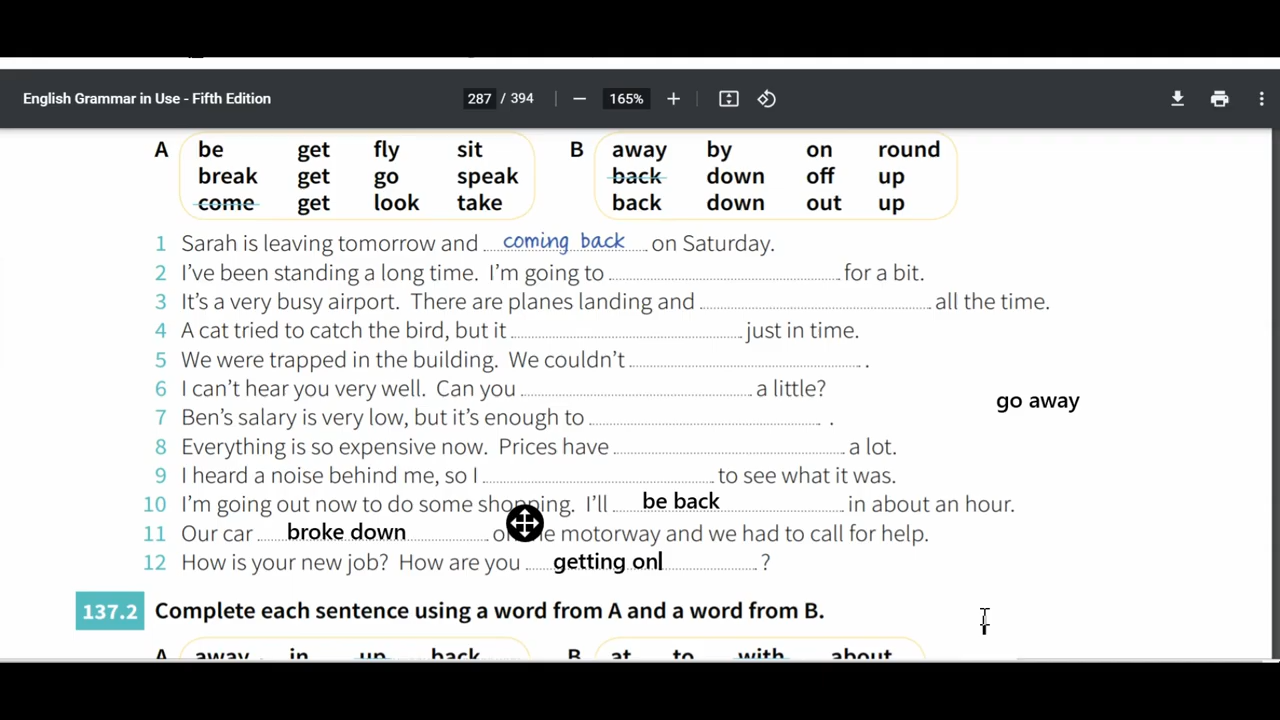 English Grammar in Use - Fifth Edition 287 / 394 165%
A be get fly sit B away by on round
break get go speak back down off up
come get look take back down out up
1 Sarah is leaving tomorrow and coming back on Saturday.
2 I've been standing a long time. I'm going to for a bit.
3 It's a very busy airport. There are planes landing and all the time.
4 A cat tried to catch the bird, but it just in time.
5 We were trapped in the building. We couldn't .
6 I can't hear you very well. Can you a little?
go away
7 Ben's salary is very low, but it's enough to .
8 Everything is so expensive now. Prices have a lot.
9 I heard a noise behind me, so I to see what it was.
10 I'm going out now to do some shopping. I'll be back in about an hour.
11 Our car broke down on the motorway and we had to call for help.
12 How is your new job? How are you getting on ?
137.2 Complete each sentence using a word from A and a word from B.
A away in up back B at to with about